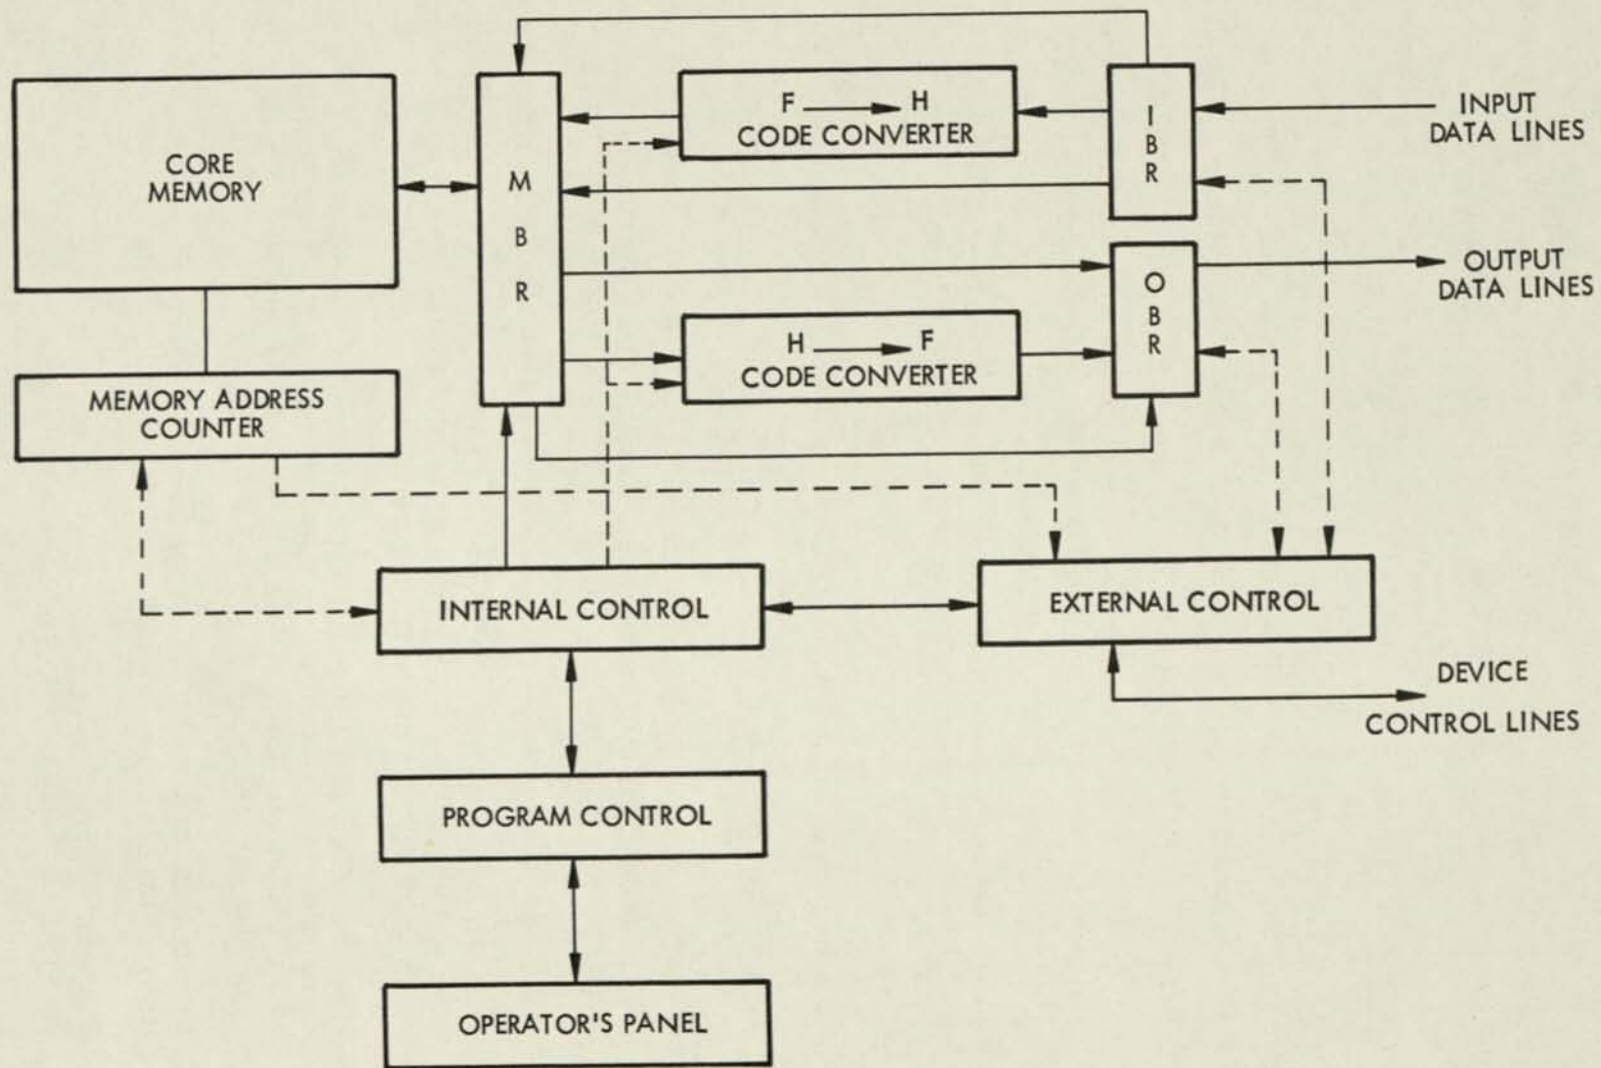 CORE
MEMORY
MEMORY ADDRESS
COUNTER
M
B
R
F → H
CODE CONVERTER
H → F
CODE CONVERTER
I
B
R
O
B
R
INPUT
DATA LINES
OUTPUT
DATA LINES
INTERNAL CONTROL
EXTERNAL CONTROL
DEVICE
CONTROL LINES
PROGRAM CONTROL
OPERATOR'S PANEL